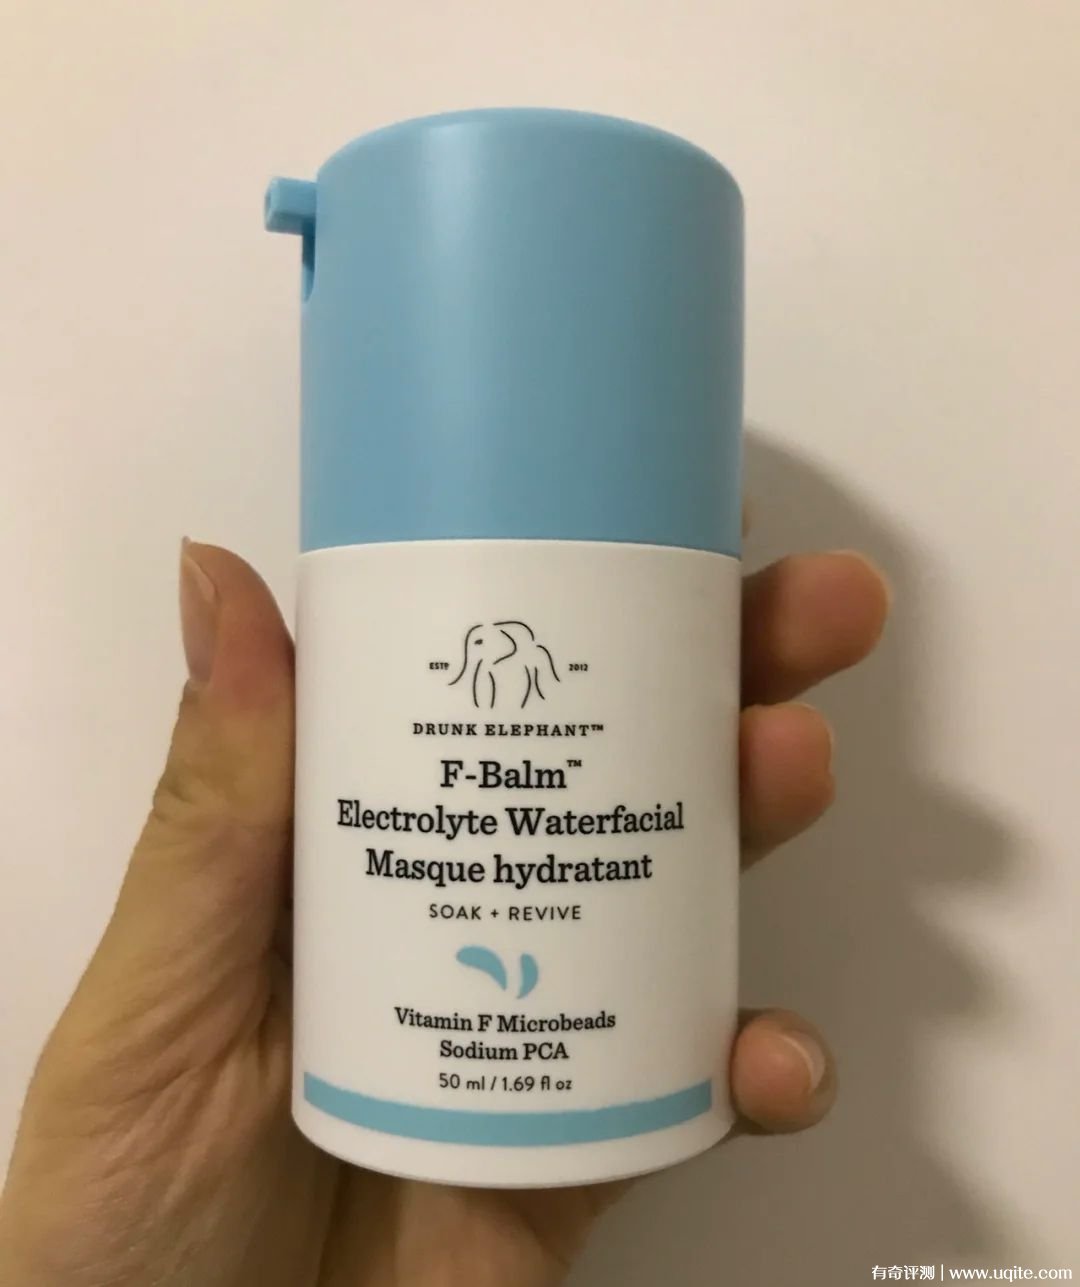 ESTD 2012
DRUNK ELEPHANT™
F-Balm™
Electrolyte Waterfacial
Masque hydratant
SOAK + REVIVE
Vitamin F Microbeads
Sodium PCA
50 ml / 1.69 fl oz
有奇评测 | www.uqite.com